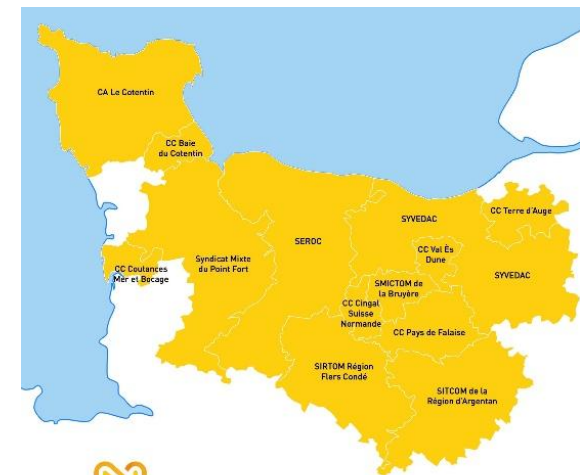 CA Le Cotentin
CC Baie
du Cotentin
CC Terre d'Auge
SYVEDAC
SEROC
CC Val Ès
Dune
Syndicat Mixte
du Point Fort
CC Coutances
Mer et Bocage
SYVEDAC
SMICTOM de
la Bruyère
CC Cingal
Suisse
Normande
CC Pays de Falaise
SIRTOM Région
Flers Condé
SITCOM de la
Région d'Argentan